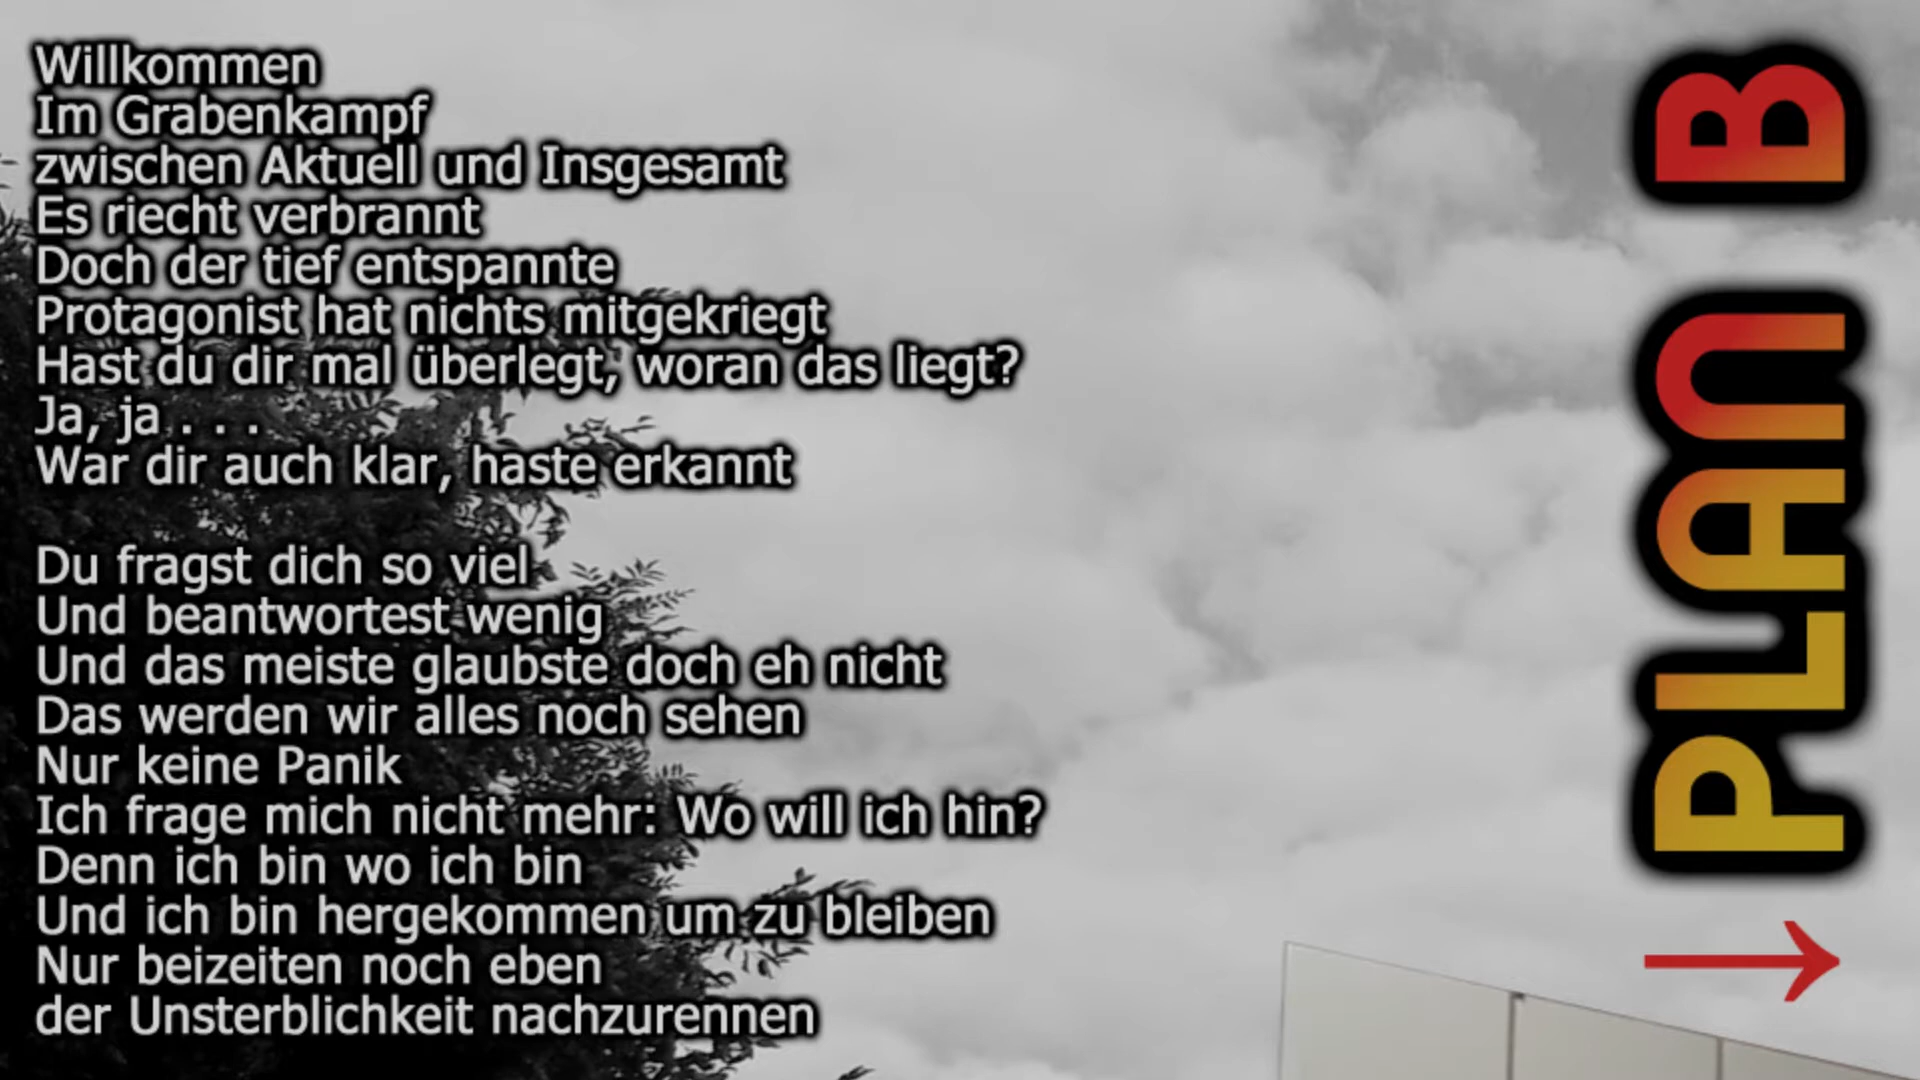 Willkommen
Im Grabenkampf
zwischen Aktuell und Insgesamt
Es riecht verbrannt
Doch der tief entspannte
Protagonist hat nichts mitgekriegt
Hast du dir mal überlegt, woran das liegt?
Ja, ja . . .
War dir auch klar, haste erkannt

Du fragst dich so viel
Und beantwortest wenig
Und das meiste glaubste doch eh nicht
Das werden wir alles noch sehen
Nur keine Panik
Ich frage mich nicht mehr: Wo will ich hin?
Denn ich bin wo ich bin
Und ich bin hergekommen um zu bleiben
Nur beizeiten noch eben
der Unsterblichkeit nachzurennen
PLAN B
→